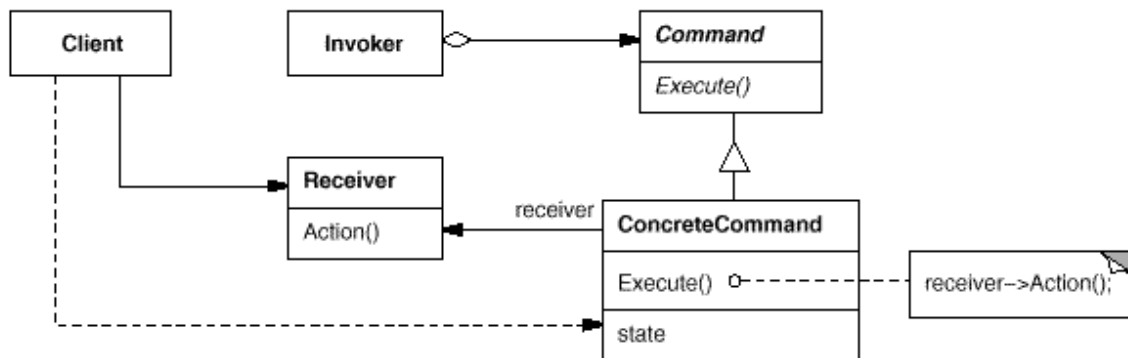 Client
Invoker
Command
Execute()
Receiver
Action()
receiver
ConcreteCommand
Execute()
receiver–>Action();
state